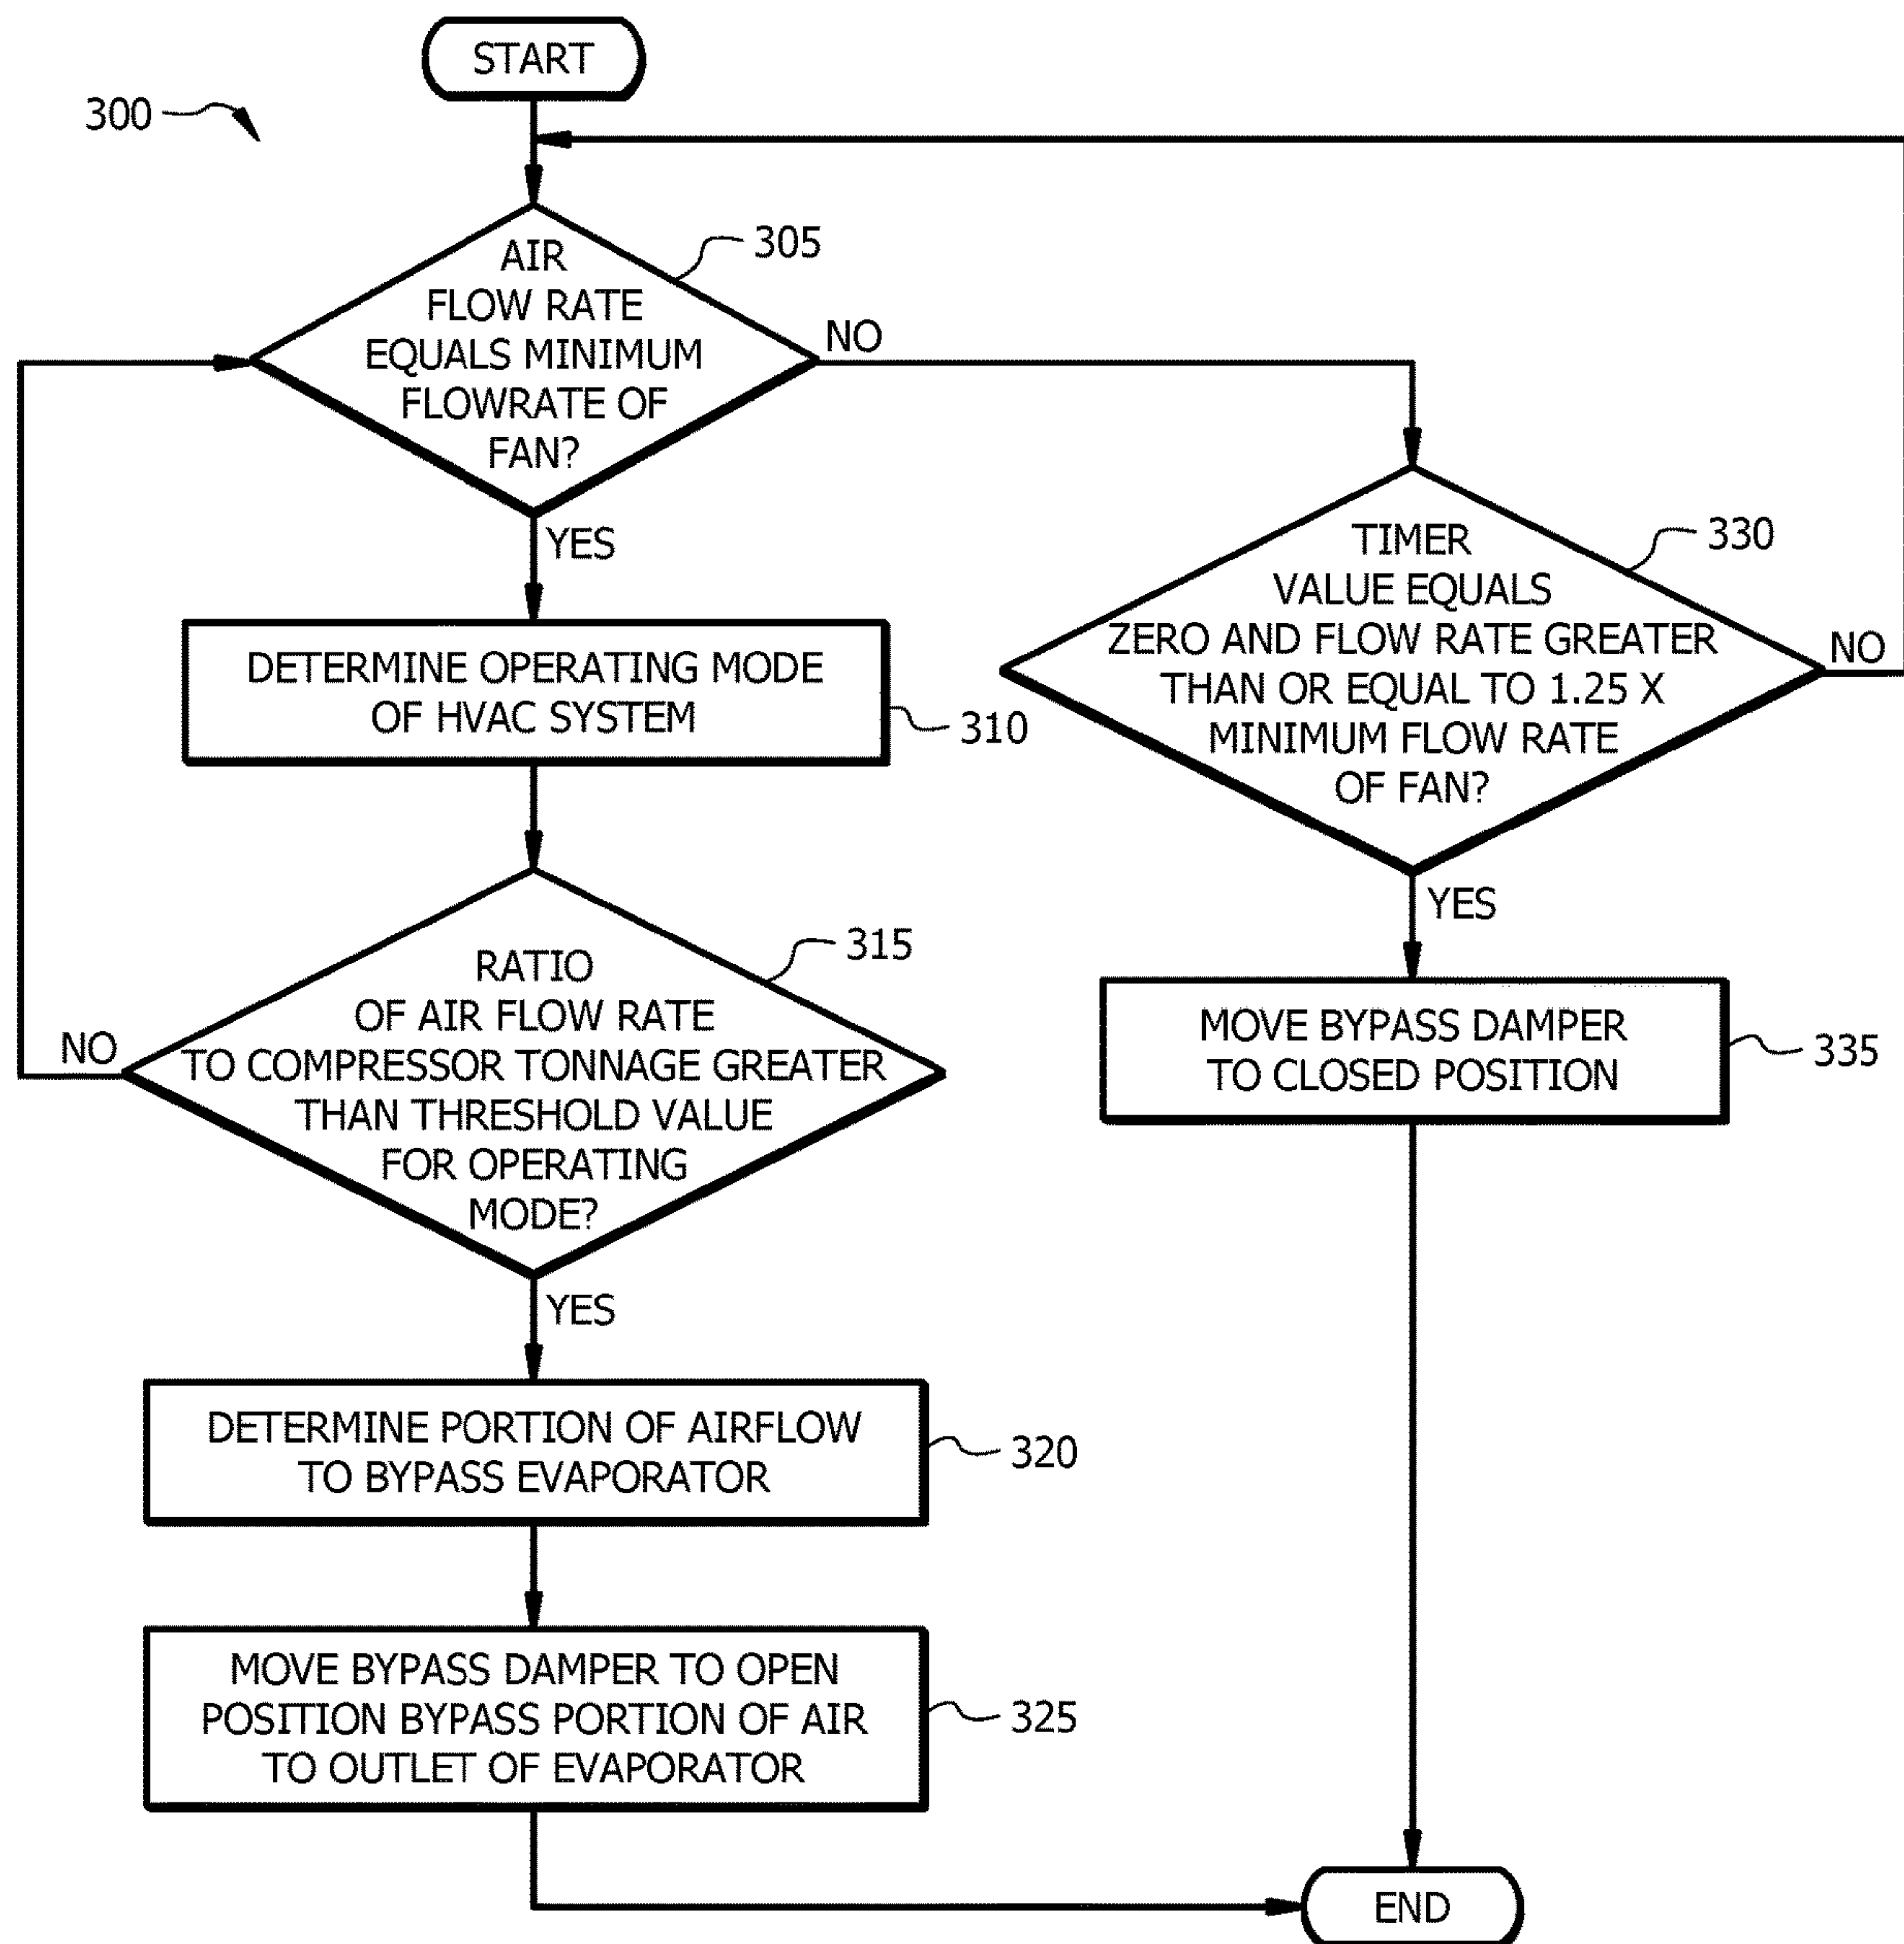 START
300
AIR
FLOW RATE
EQUALS MINIMUM
FLOWRATE OF
FAN?
305
NO
YES
DETERMINE OPERATING MODE
OF HVAC SYSTEM
310
RATIO
OF AIR FLOW RATE
TO COMPRESSOR TONNAGE GREATER
THAN THRESHOLD VALUE
FOR OPERATING
MODE?
315
NO
YES
DETERMINE PORTION OF AIRFLOW
TO BYPASS EVAPORATOR
320
MOVE BYPASS DAMPER TO OPEN
POSITION BYPASS PORTION OF AIR
TO OUTLET OF EVAPORATOR
325
TIMER
VALUE EQUALS
ZERO AND FLOW RATE GREATER
THAN OR EQUAL TO 1.25 X
MINIMUM FLOW RATE
OF FAN?
330
NO
YES
MOVE BYPASS DAMPER
TO CLOSED POSITION
335
END